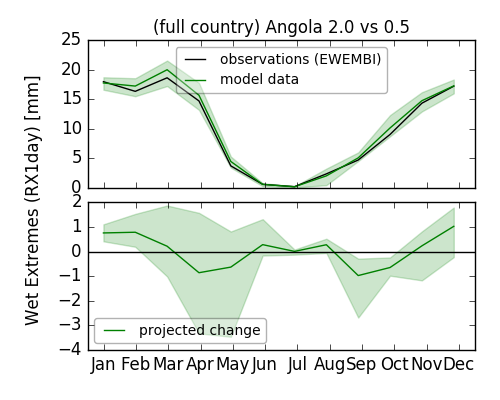 (full country) Angola 2.0 vs 0.5
Wet Extremes (RX1day) [mm]
25
20
15
10
5
0
observations (EWEMBI)
model data
2
1
0
−1
−2
−3
−4
projected change
Jan Feb Mar Apr May Jun Jul Aug Sep Oct Nov Dec